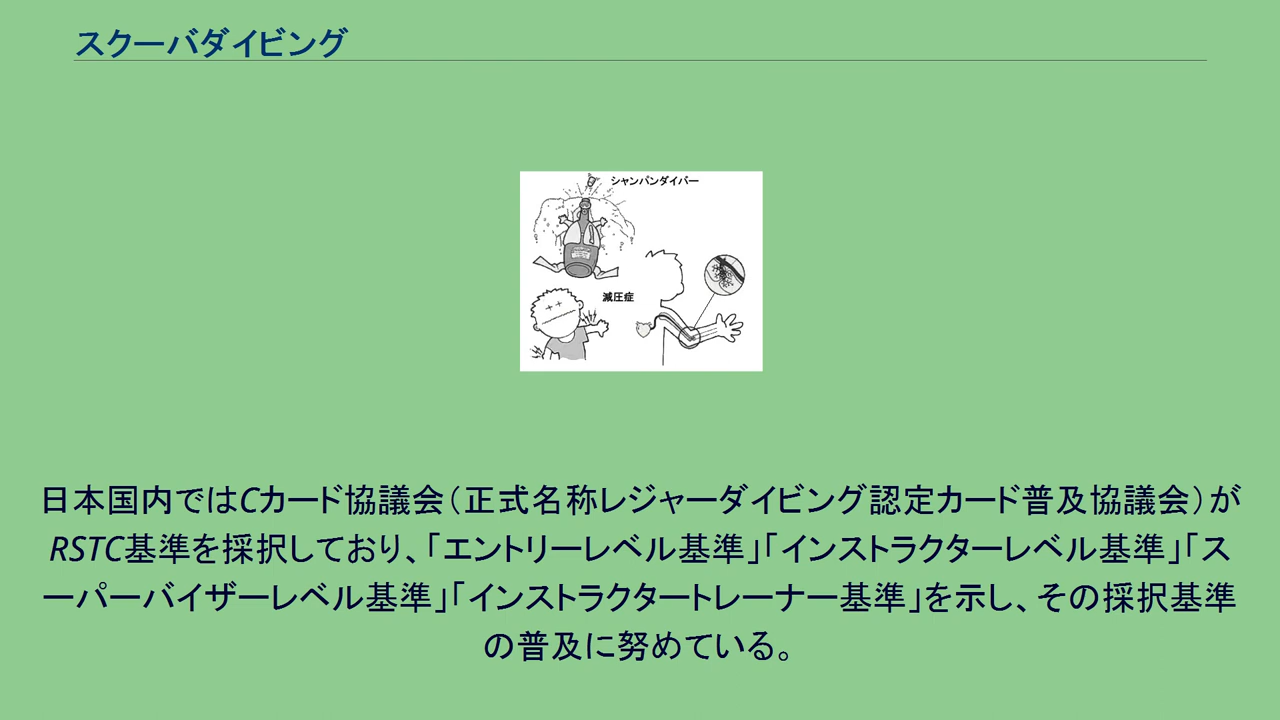 スクーバダイビング
シャンパンダイバー
減圧症
日本国内ではCカード協議会(正式名称レジャーダイビング認定カード普及協議会)が
RSTC基準を採択しており、「エントリーレベル基準」「インストラクターレベル基準」「ス
ーパーバイザーレベル基準」「インストラクタートレーナー基準」を示し、その採択基準
の普及に努めている。